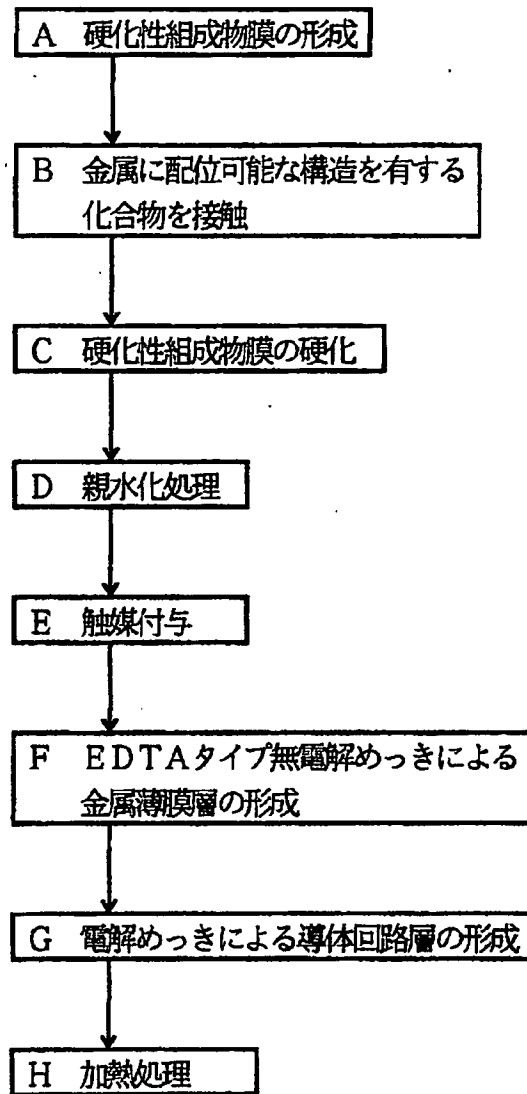 A 硬化性組成物膜の形成
B 金属に配位可能な構造を有する
化合物を接触
C 硬化性組成物膜の硬化
D 親水化処理
E 触媒付与
F EDTAタイプ無電解めっきによる
金属薄膜層の形成
G 電解めっきによる導体回路層の形成
H 加熱処理